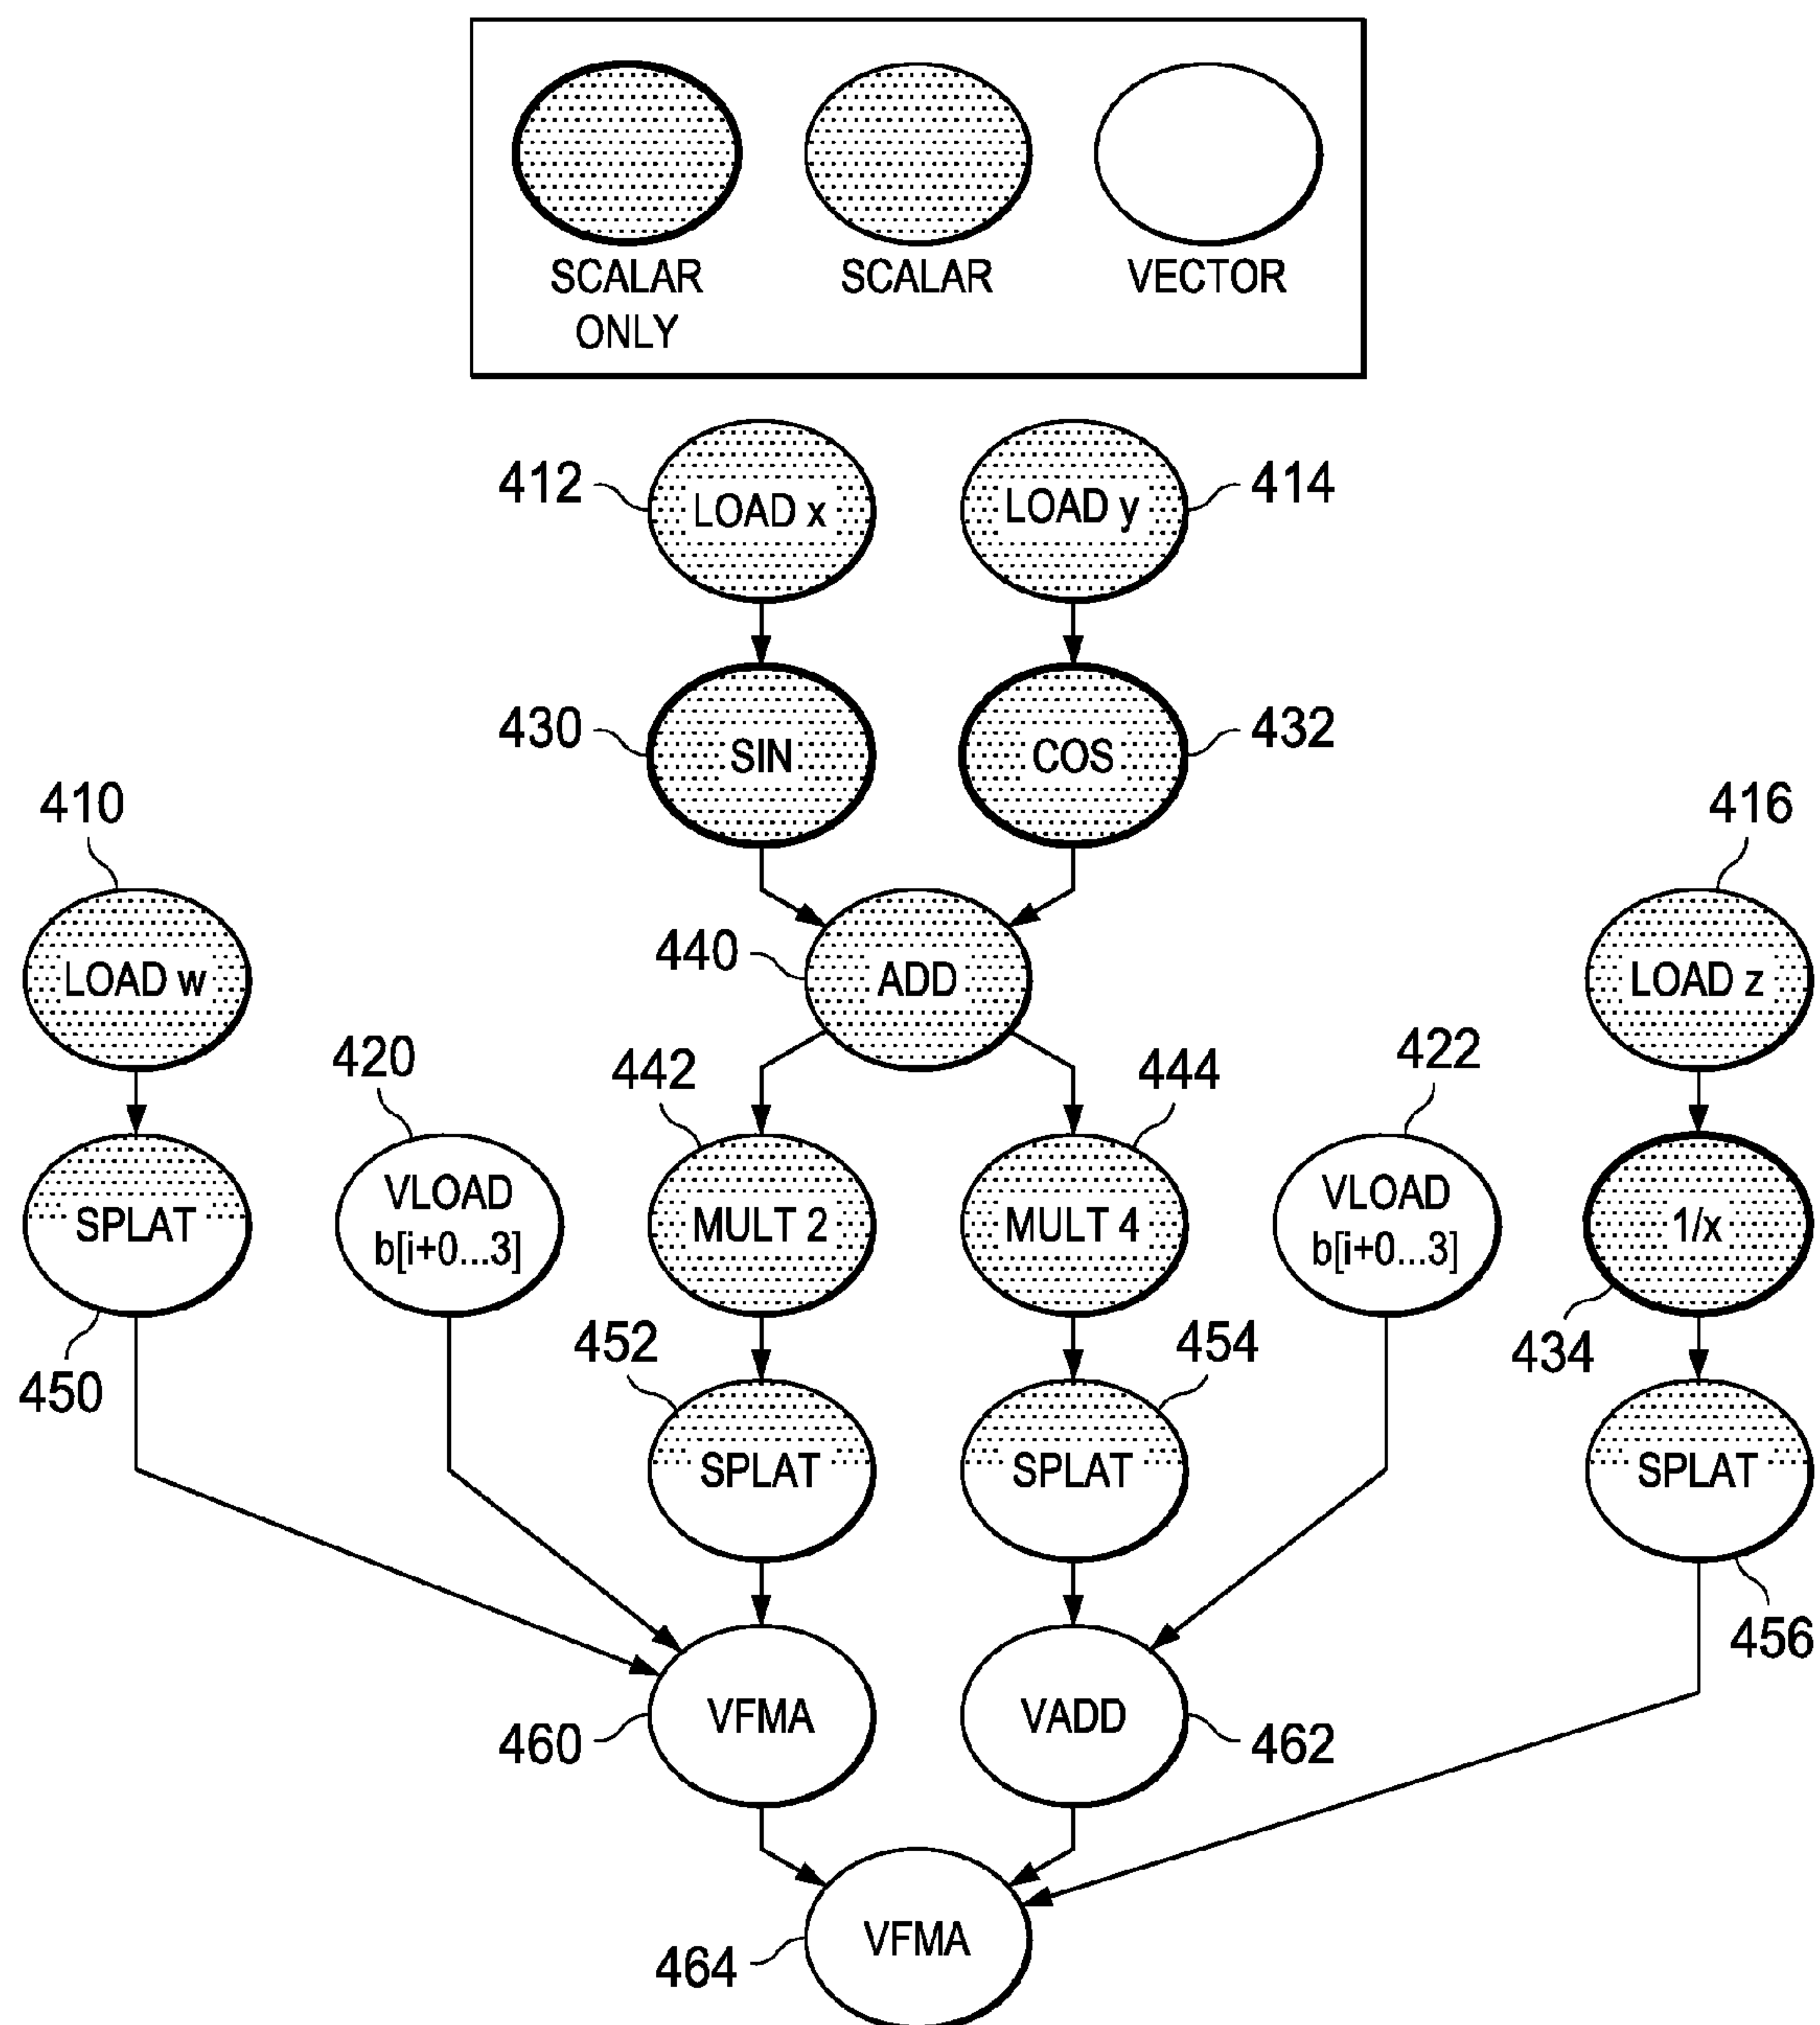 SCALAR ONLY
SCALAR
VECTOR
412
LOAD x
LOAD y
414
430
SIN
COS
432
410
416
LOAD w
440
ADD
LOAD z
420
442
444
422
SPLAT
VLOAD
b[i+0...3]
MULT 2
MULT 4
VLOAD
b[i+0...3]
1/x
450
452
454
434
SPLAT
SPLAT
SPLAT
456
460
VFMA
VADD
462
464
VFMA